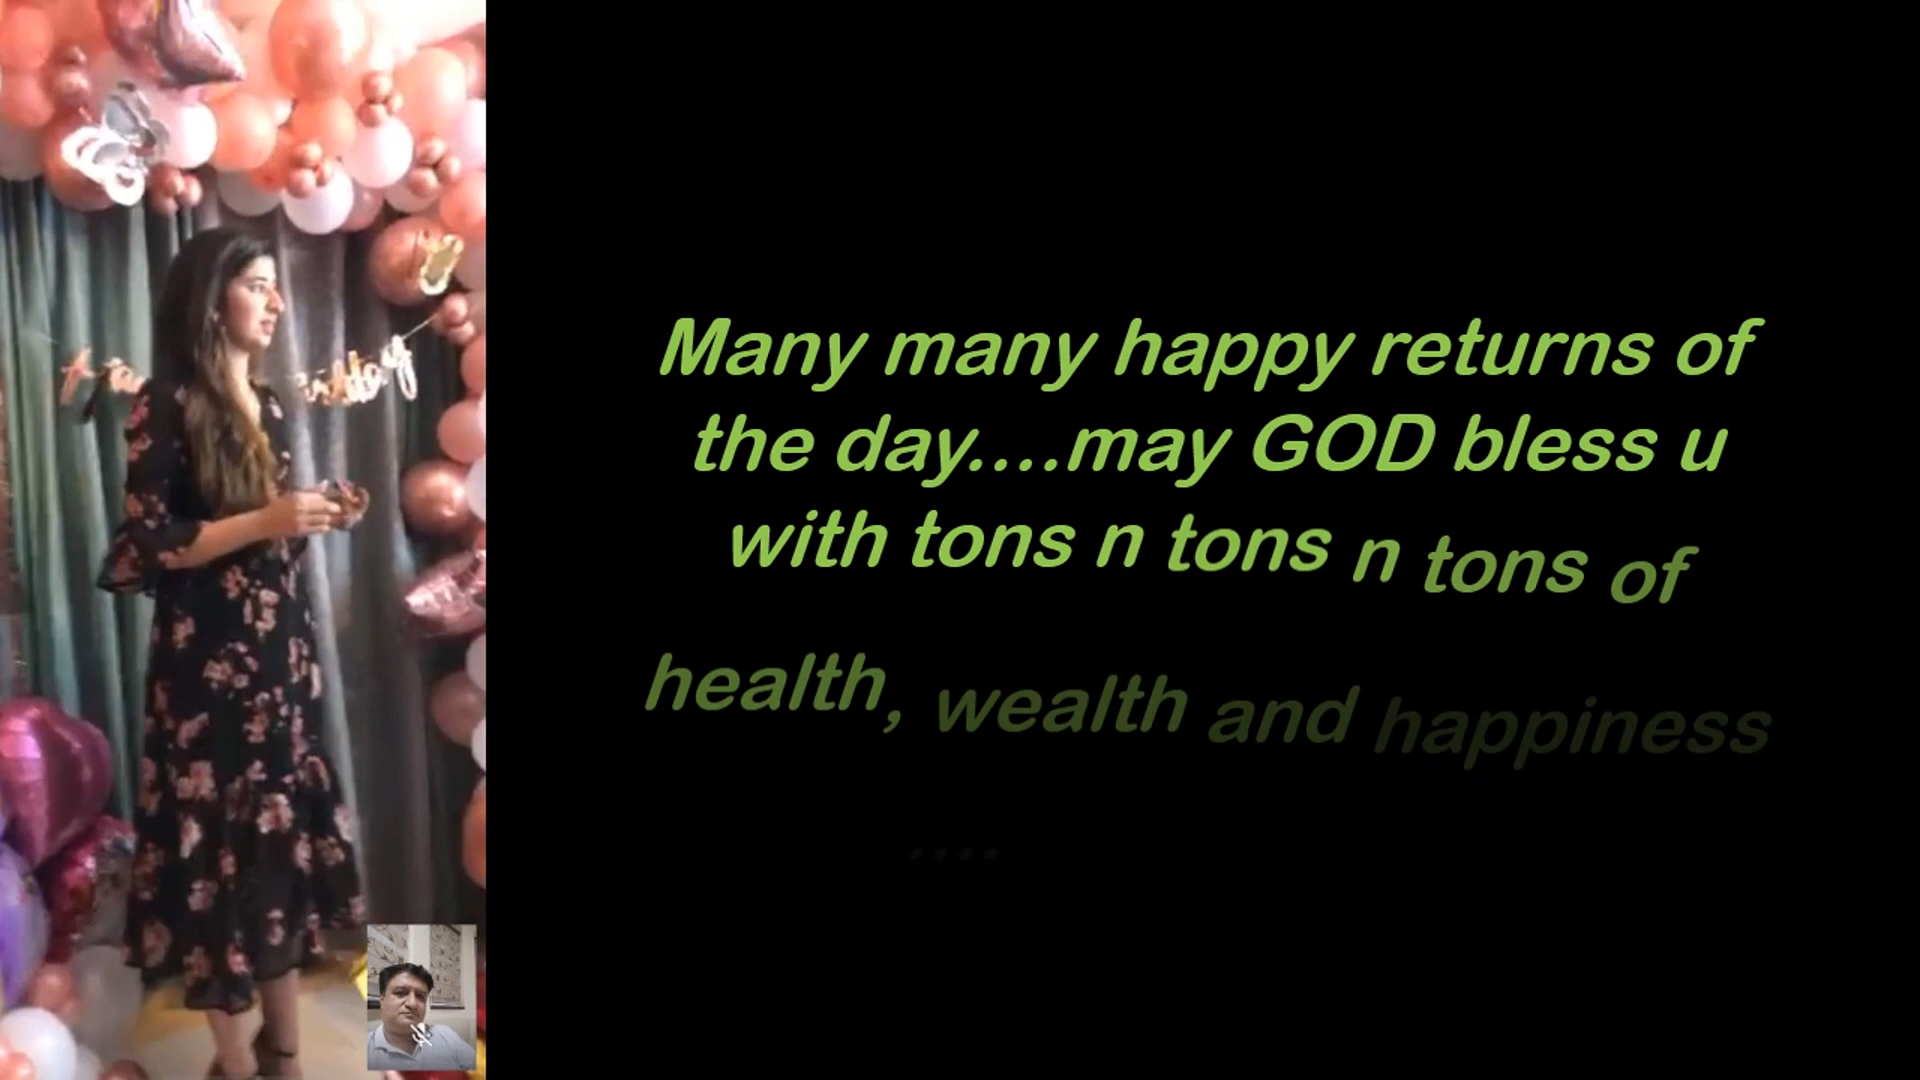 Many many happy returns of
the day....may GOD bless u
with tons n tons n tons of
health, wealth and happiness
....